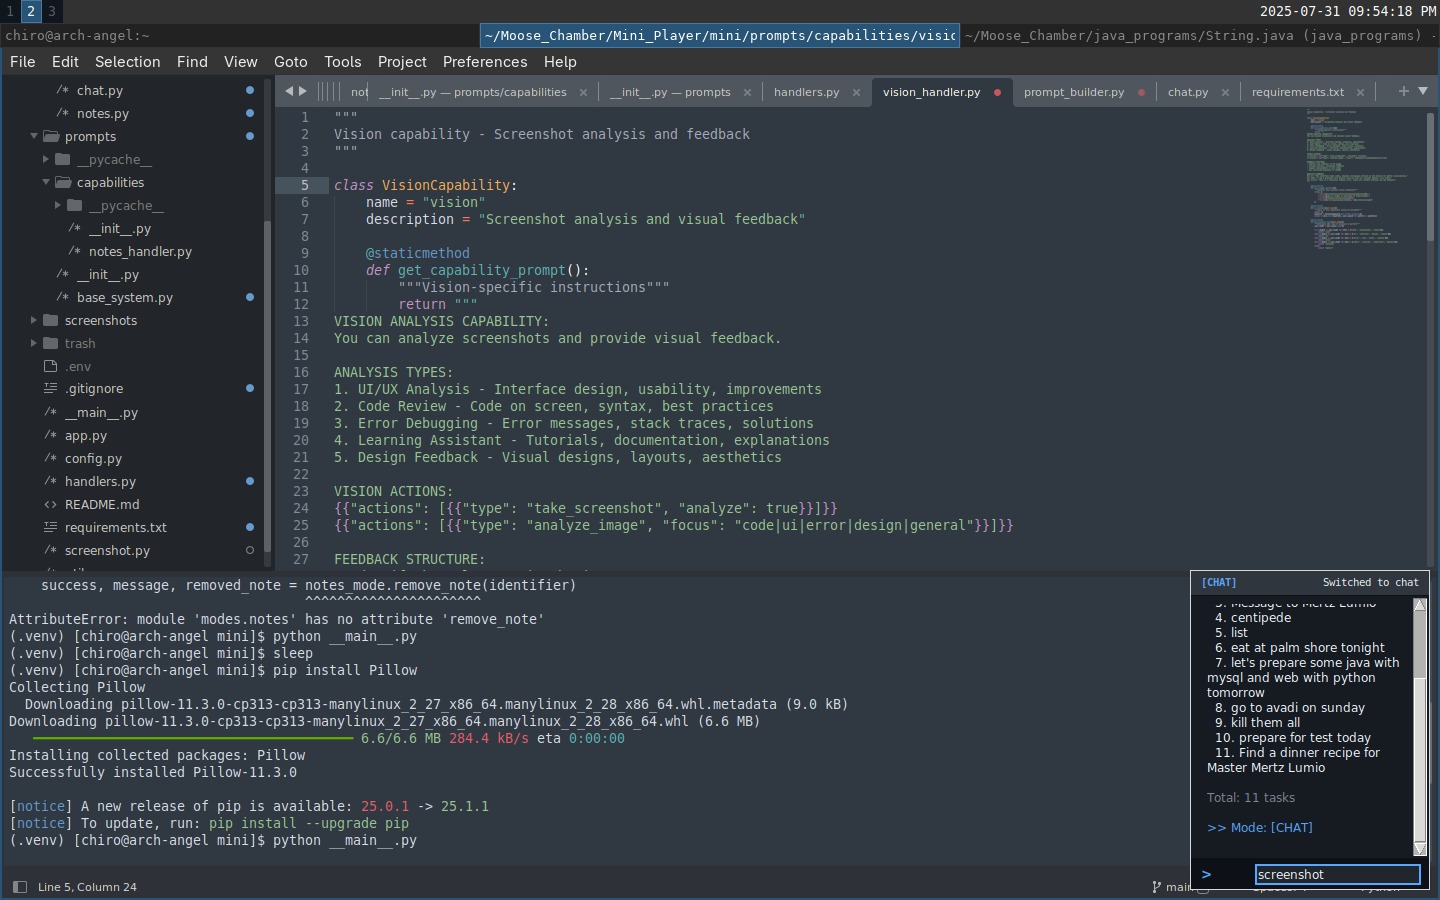 1 2 3
2025-07-31 09:54:18 PM
chiro@arch-angel:~
~/Moose_Chamber/Mini_Player/mini/prompts/capabilities/visic
~/Moose_Chamber/java_programs/String.java (java_programs) -
File Edit Selection Find View Goto Tools Project Preferences Help
/* chat.py
/* notes.py
prompts
__pycache__
capabilities
__pycache__
/* __init__.py
/* notes_handler.py
/* __init__.py
/* base_system.py
screenshots
trash
.env
.gitignore
/* __main__.py
/* app.py
/* config.py
/* handlers.py
<> README.md
requirements.txt
/* screenshot.py
not __init__.py — prompts/capabilities × __init__.py — prompts × handlers.py × vision_handler.py prompt_builder.py chat.py × requirements.txt × +
1 """
2 Vision capability - Screenshot analysis and feedback
3 """
4
5 class VisionCapability:
6     name = "vision"
7     description = "Screenshot analysis and visual feedback"
8
9     @staticmethod
10     def get_capability_prompt():
11         """Vision-specific instructions"""
12         return """
13 VISION ANALYSIS CAPABILITY:
14 You can analyze screenshots and provide visual feedback.
15
16 ANALYSIS TYPES:
17 1. UI/UX Analysis - Interface design, usability, improvements
18 2. Code Review - Code on screen, syntax, best practices
19 3. Error Debugging - Error messages, stack traces, solutions
20 4. Learning Assistant - Tutorials, documentation, explanations
21 5. Design Feedback - Visual designs, layouts, aesthetics
22
23 VISION ACTIONS:
24 {{"actions": [{{"type": "take_screenshot", "analyze": true}}]}}
25 {{"actions": [{{"type": "analyze_image", "focus": "code|ui|error|design|general"}}]}}
26
27 FEEDBACK STRUCTURE:
    success, message, removed_note = notes_mode.remove_note(identifier)
                                     ^^^^^^^^^^^^^^^^^^^^^^
AttributeError: module 'modes.notes' has no attribute 'remove_note'
(.venv) [chiro@arch-angel mini]$ python __main__.py
(.venv) [chiro@arch-angel mini]$ sleep
(.venv) [chiro@arch-angel mini]$ pip install Pillow
Collecting Pillow
  Downloading pillow-11.3.0-cp313-cp313-manylinux_2_27_x86_64.manylinux_2_28_x86_64.whl.metadata (9.0 kB)
Downloading pillow-11.3.0-cp313-cp313-manylinux_2_27_x86_64.manylinux_2_28_x86_64.whl (6.6 MB)
6.6/6.6 MB 284.4 kB/s eta 0:00:00
Installing collected packages: Pillow
Successfully installed Pillow-11.3.0
[notice] A new release of pip is available: 25.0.1 -> 25.1.1
[notice] To update, run: pip install --upgrade pip
(.venv) [chiro@arch-angel mini]$ python __main__.py
[CHAT] Switched to chat
3. Message to Mertz Lumio
4. centipede
5. list
6. eat at palm shore tonight
7. let's prepare some java with
mysql and web with python
tomorrow
8. go to avadi on sunday
9. kill them all
10. prepare for test today
11. Find a dinner recipe for
Master Mertz Lumio
Total: 11 tasks
>> Mode: [CHAT]
> screenshot
Line 5, Column 24
main